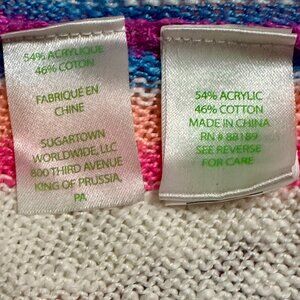 54% ACRYLIQUE
46% COTON
FABRIQUÉ EN
CHINE
SUGARTOWN
WORLDWIDE, LLC
800 THIRD AVENUE
KING OF PRUSSIA,
PA
54% ACRYLIC
46% COTTON
MADE IN CHINA
RN # 88189
SEE REVERSE
FOR CARE